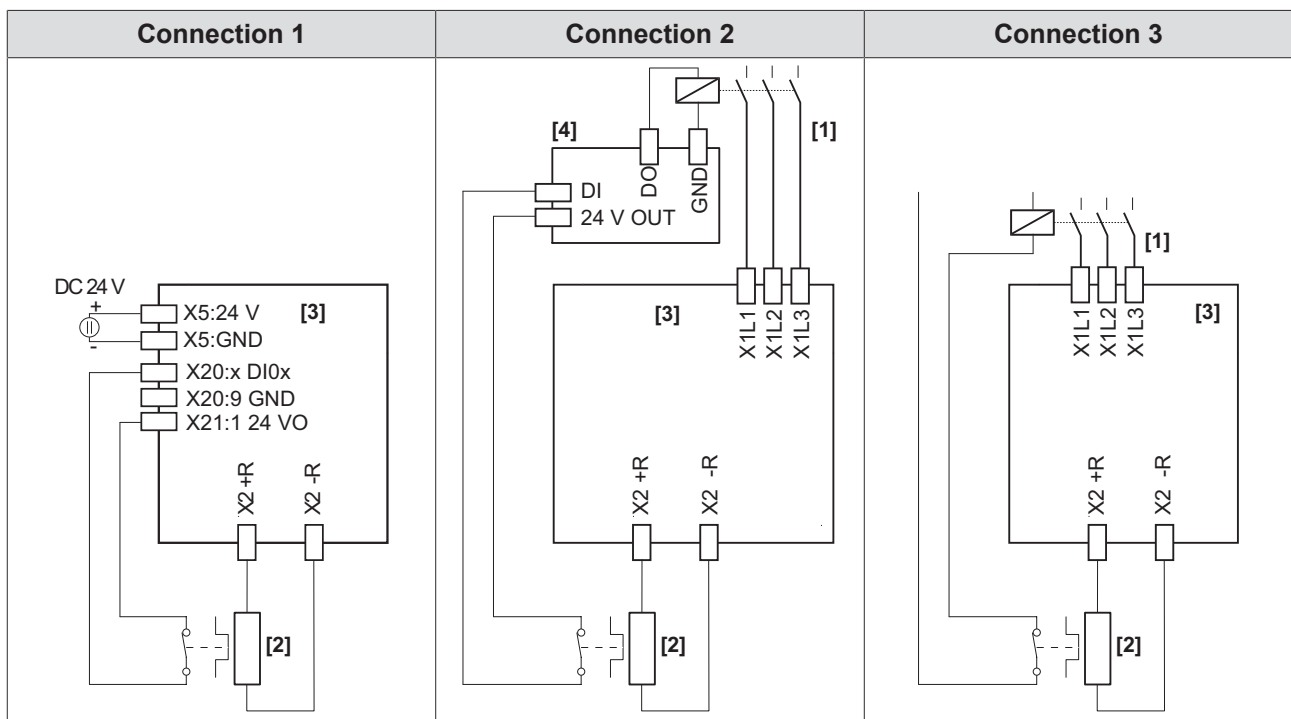 Connection 1
Connection 2
Connection 3
DC 24 V
+
-
X5:24 V
X5:GND
X20:x DI0x
X20:9 GND
X21:1 24 VO
[3]
X2 +R
X2 -R
[2]
[4]
DI
24 V OUT
DO
GND
[1]
X1L1
X1L2
X1L3
[3]
X2 +R
X2 -R
[2]
[1]
X1L1
X1L2
X1L3
[3]
X2 +R
X2 -R
[2]